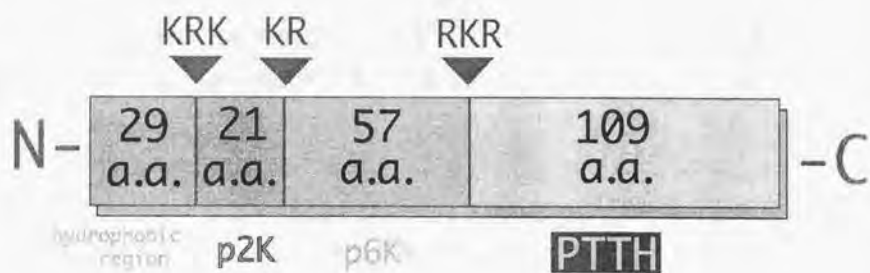 KRK KR RKR
N- 29 21 57 109 -C
a.a. a.a. a.a. a.a.
hydrophobic
region p2K p6K PTTH